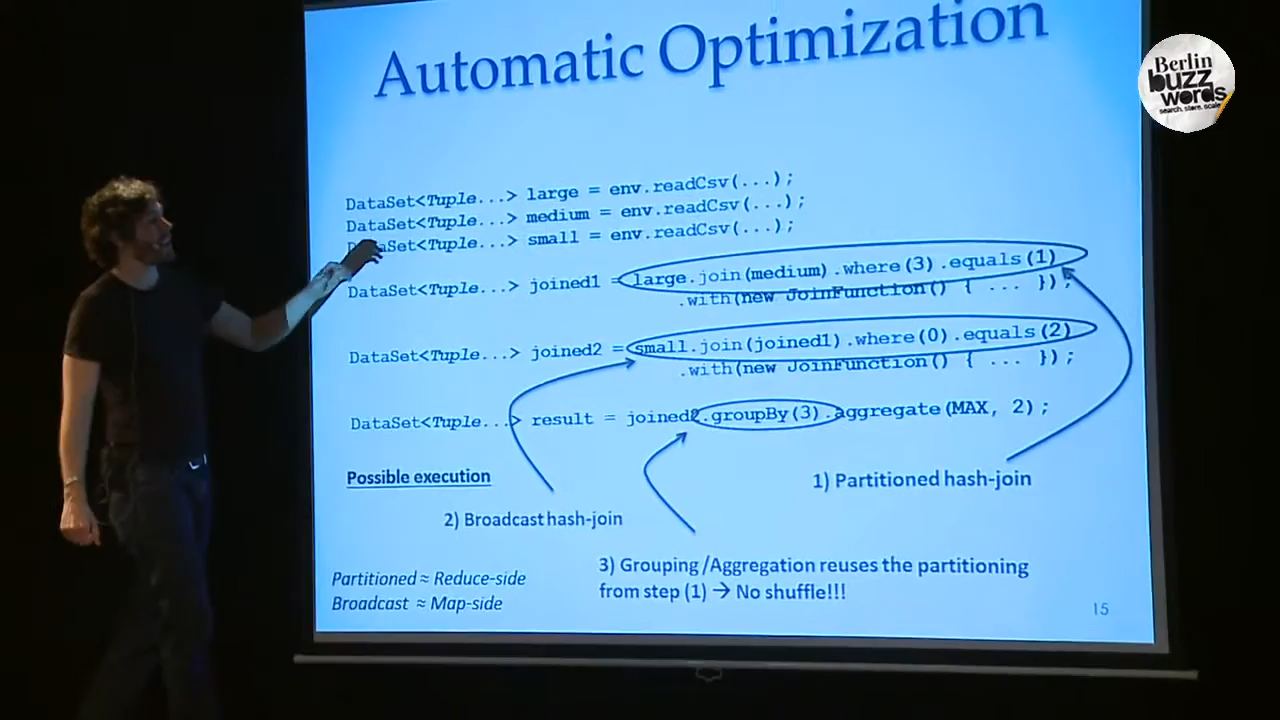 Automatic Optimization
Berlin
buzz
words
search. store. scale.
DataSet<Tuple...> large = env.readCsv(...);
DataSet<Tuple...> medium = env.readCsv(...);
DataSet<Tuple...> small = env.readCsv(...);
DataSet<Tuple...> joined1 = large.join(medium).where(3).equals(1)
.with(new JoinFunction() { ... });
DataSet<Tuple...> joined2 = small.join(joined1).where(0).equals(2)
.with(new JoinFunction() { ... });
DataSet<Tuple...> result = joined2.groupBy(3).aggregate(MAX, 2);
Possible execution
1) Partitioned hash-join
2) Broadcast hash-join
3) Grouping/Aggregation reuses the partitioning
from step (1) → No shuffle!!!
Partitioned ≈ Reduce-side
Broadcast ≈ Map-side
15